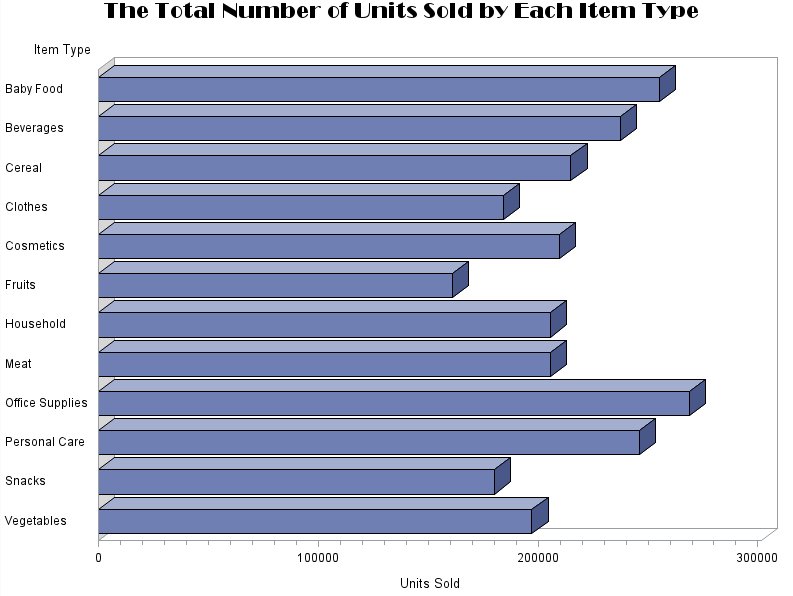 The Total Number of Units Sold by Each Item Type
Item Type
Baby Food
Beverages
Cereal
Clothes
Cosmetics
Fruits
Household
Meat
Office Supplies
Personal Care
Snacks
Vegetables
0 100000 200000 300000
Units Sold